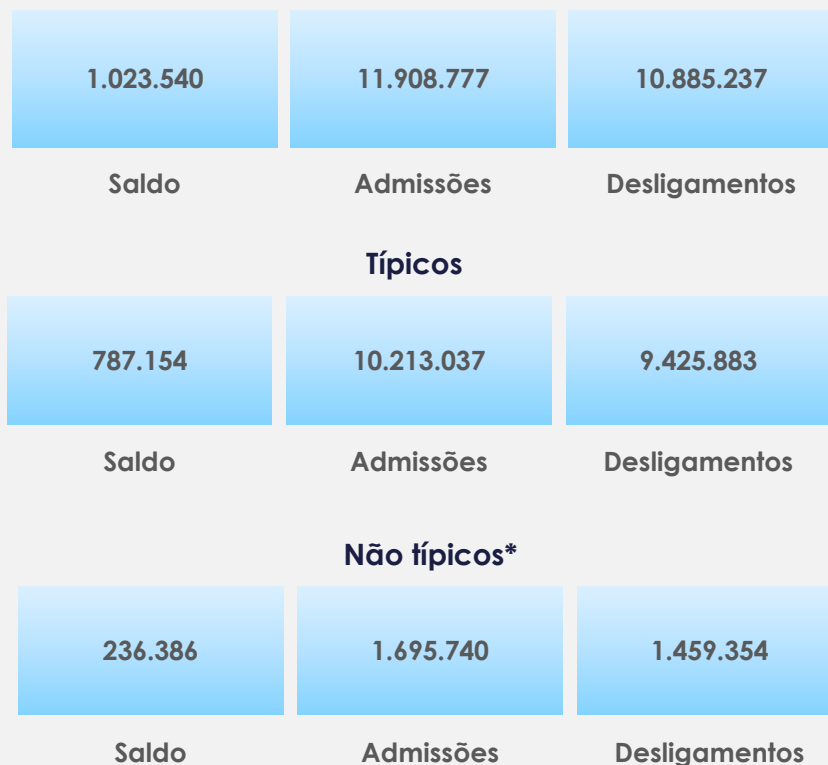 1.023.540 11.908.777 10.885.237
Saldo Admissões Desligamentos
Típicos
787.154 10.213.037 9.425.883
Saldo Admissões Desligamentos
Não típicos*
236.386 1.695.740 1.459.354
Saldo Admissões Desligamentos